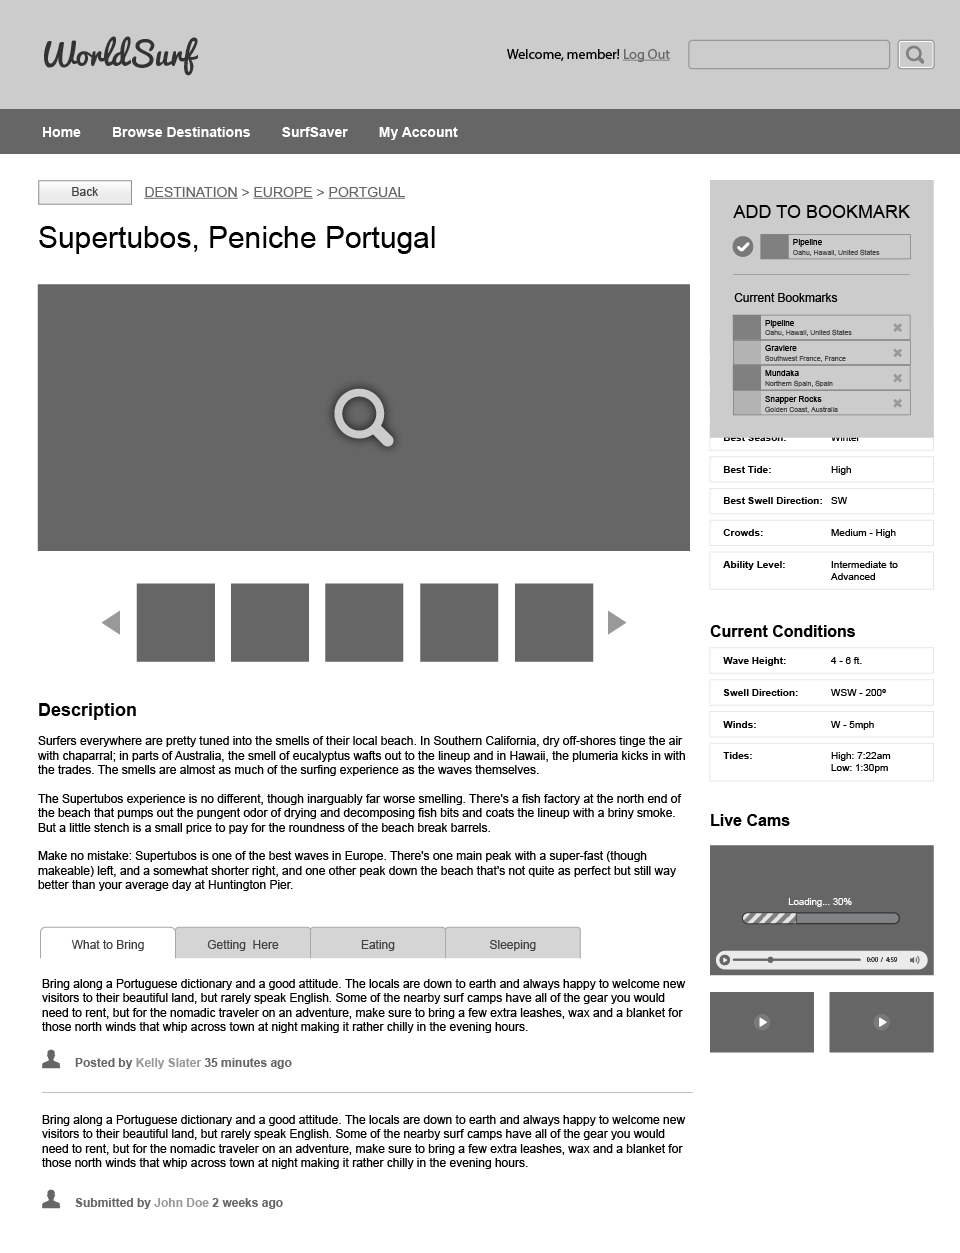 WorldSurf
Welcome, member! Log Out
Home Browse Destinations SurfSaver My Account
Back DESTINATION > EUROPE > PORTGUAL
Supertubos, Peniche Portugal
Description
Surfers everywhere are pretty tuned into the smells of their local beach. In Southern California, dry off-shores tinge the air
with chaparral; in parts of Australia, the smell of eucalyptus wafts out to the lineup and in Hawaii, the plumeria kicks in with
the trades. The smells are almost as much of the surfing experience as the waves themselves.
The Supertubos experience is no different, though inarguably far worse smelling. There's a fish factory at the north end of
the beach that pumps out the pungent odor of drying and decomposing fish bits and coats the lineup with a briny smoke.
But a little stench is a small price to pay for the roundness of the beach break barrels.
Make no mistake: Supertubos is one of the best waves in Europe. There's one main peak with a super-fast (though
makeable) left, and a somewhat shorter right, and one other peak down the beach that's not quite as perfect but still way
better than your average day at Huntington Pier.
What to Bring Getting Here Eating Sleeping
Bring along a Portuguese dictionary and a good attitude. The locals are down to earth and always happy to welcome new
visitors to their beautiful land, but rarely speak English. Some of the nearby surf camps have all of the gear you would
need to rent, but for the nomadic traveler on an adventure, make sure to bring a few extra leashes, wax and a blanket for
those north winds that whip across town at night making it rather chilly in the evening hours.
Posted by Kelly Slater 35 minutes ago
Bring along a Portuguese dictionary and a good attitude. The locals are down to earth and always happy to welcome new
visitors to their beautiful land, but rarely speak English. Some of the nearby surf camps have all of the gear you would
need to rent, but for the nomadic traveler on an adventure, make sure to bring a few extra leashes, wax and a blanket for
those north winds that whip across town at night making it rather chilly in the evening hours.
Submitted by John Doe 2 weeks ago
ADD TO BOOKMARK
Pipeline
Oahu, Hawaii, United States
Current Bookmarks
Pipeline
Oahu, Hawaii, United States
Graviere
Southwest France, France
Mundaka
Northern Spain, Spain
Snapper Rocks
Golden Coast, Australia
Best Season: Winter
Best Tide: High
Best Swell Direction: SW
Crowds: Medium - High
Ability Level: Intermediate to
Advanced
Current Conditions
Wave Height: 4 - 6 ft.
Swell Direction: WSW - 200º
Winds: W - 5mph
Tides: High: 7:22am
Low: 1:30pm
Live Cams
Loading... 30%
0:00 / 4:59